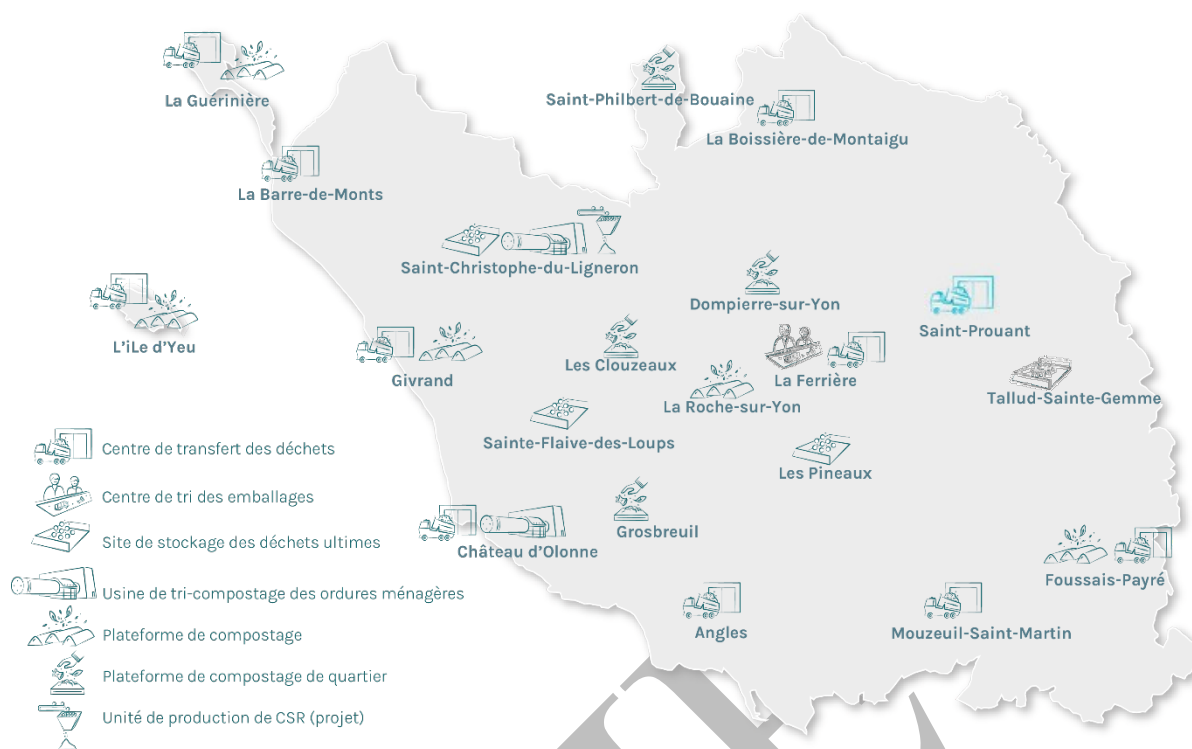 La Guérinière
Saint-Philbert-de-Bouaine
La Boissière-de-Montaigu
La Barre-de-Monts
Saint-Christophe-du-Ligneron
Dompierre-sur-Yon
Saint-Prouant
L'iLe d'Yeu
Les Clouzeaux
Givrand
La Ferrière
Tallud-Sainte-Gemme
La Roche-sur-Yon
Sainte-Flaive-des-Loups
Les Pineaux
Grosbreuil
Château d'Olonne
Foussais-Payré
Angles
Mouzeuil-Saint-Martin
Centre de transfert des déchets
Centre de tri des emballages
Site de stockage des déchets ultimes
Usine de tri-compostage des ordures ménagères
Plateforme de compostage
Plateforme de compostage de quartier
Unité de production de CSR (projet)